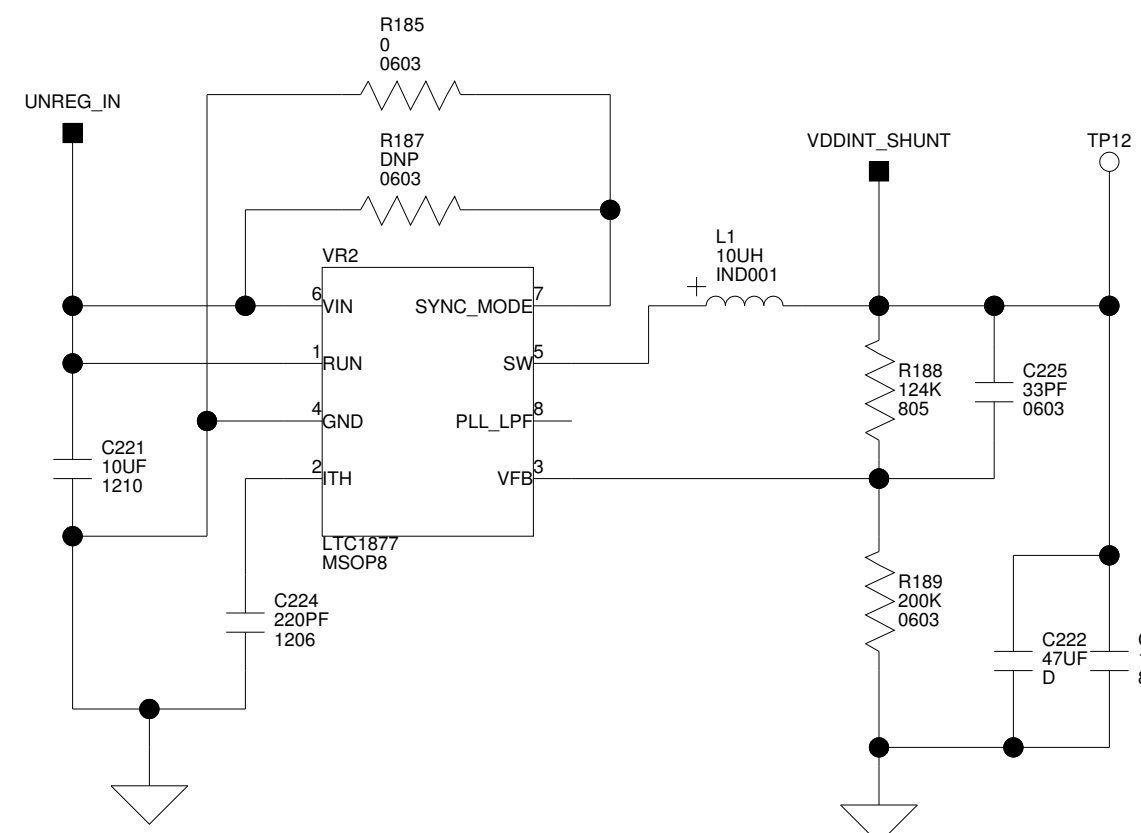 R185
0
0603
UNREG_IN
R187
DNP
0603
VDDINT_SHUNT
TP12
VR2
L1
10UH
IND001
+
6
VIN
SYNC_MODE
7
1
RUN
SW
5
4
GND
PLL_LPF
8
2
ITH
VFB
3
LTC1877
MSOP8
C221
10UF
1210
C224
220PF
1206
R188
124K
805
C225
33PF
0603
R189
200K
0603
C222
47UF
D